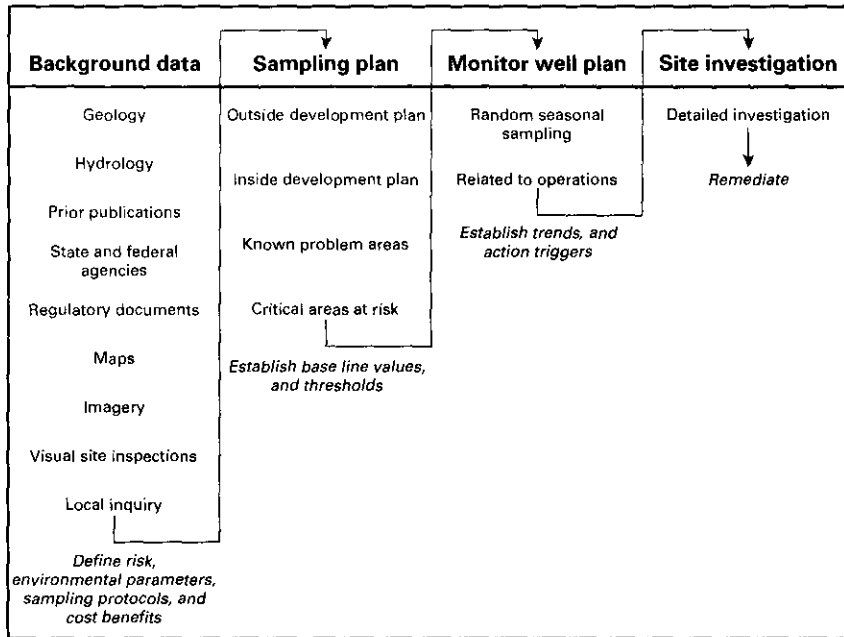 Background data
Geology
Hydrology
Prior publications
State and federal
agencies
Regulatory documents
Maps
Imagery
Visual site inspections
Local inquiry
Define risk,
environmental parameters,
sampling protocols, and
cost benefits
Sampling plan
Outside development plan
Inside development plan
Known problem areas
Critical areas at risk
Establish base line values,
and thresholds
Monitor well plan
Random seasonal
sampling
Related to operations
Establish trends, and
action triggers
Site investigation
Detailed investigation
Remediate